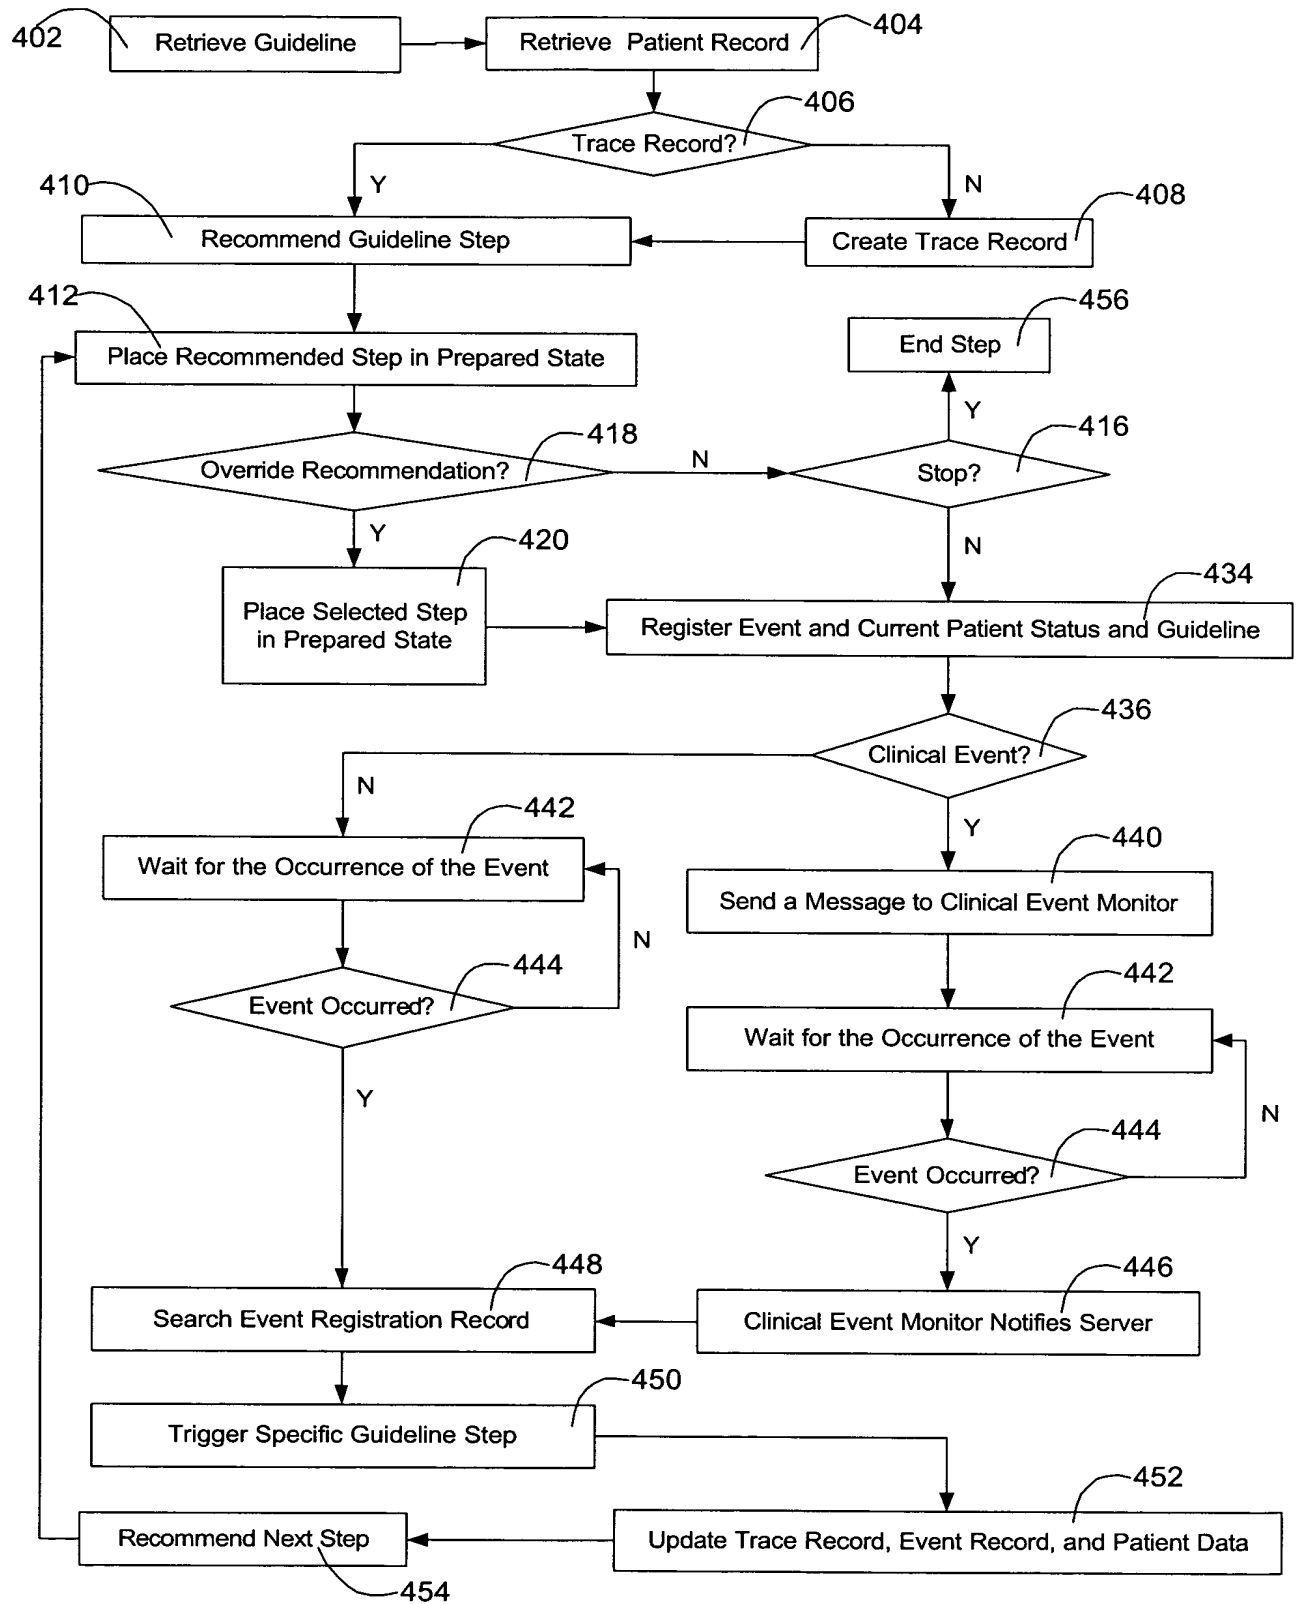 402
Retrieve Guideline
Retrieve Patient Record
404
Trace Record?
406
Y
N
410
Recommend Guideline Step
408
Create Trace Record
412
Place Recommended Step in Prepared State
456
End Step
Y
418
Override Recommendation?
N
416
Stop?
Y
N
420
Place Selected Step
in Prepared State
434
Register Event and Current Patient Status and Guideline
436
Clinical Event?
N
Y
442
Wait for the Occurrence of the Event
440
Send a Message to Clinical Event Monitor
N
444
Event Occurred?
442
Wait for the Occurrence of the Event
Y
N
444
Event Occurred?
Y
448
Search Event Registration Record
446
Clinical Event Monitor Notifies Server
450
Trigger Specific Guideline Step
452
Update Trace Record, Event Record, and Patient Data
Recommend Next Step
454